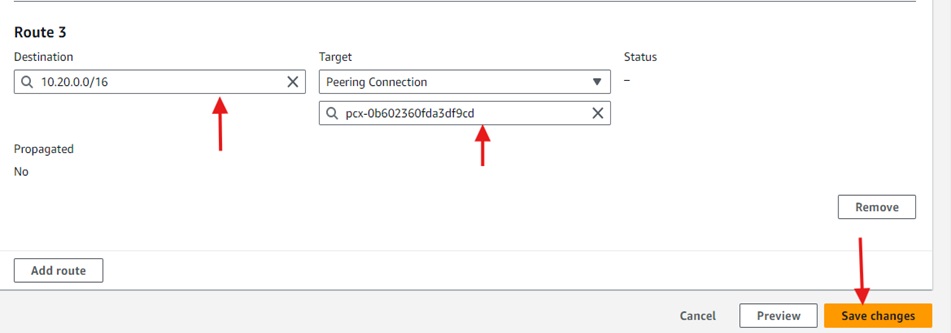 Route 3
Destination Target Status
10.20.0.0/16 Peering Connection –
pcx-0b602360fda3df9cd
Propagated
No
Remove
Add route
Cancel Preview Save changes